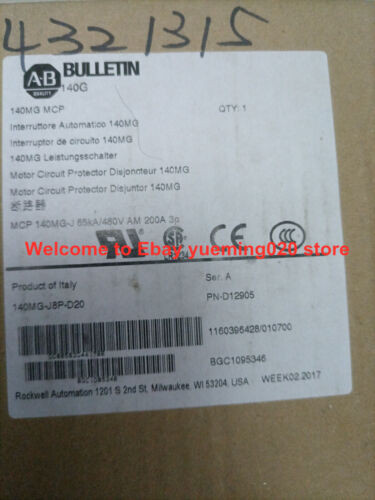 4321315
A-B
QUALITY
BULLETIN
140G
140MG MCP
QTY: 1
Interruttore Automatico 140MG
Interruptor de circuito 140MG
140MG Leistungsschalter
Motor Circuit Protector Disjoncteur 140MG
Motor Circuit Protector Disjuntor 140MG
断路器
MCP 140MG-J 65kA/480V AM 200A 3p
Welcome to Ebay yueming029 store
Product of Italy
Ser. A
140MG-J8P-D20
PN-D12905
1160396428/010700
BGC1095346
BGC1095346
Rockwell Automation 1201 S 2nd St, Milwaukee, WI 53204, USA WEEK02.2017